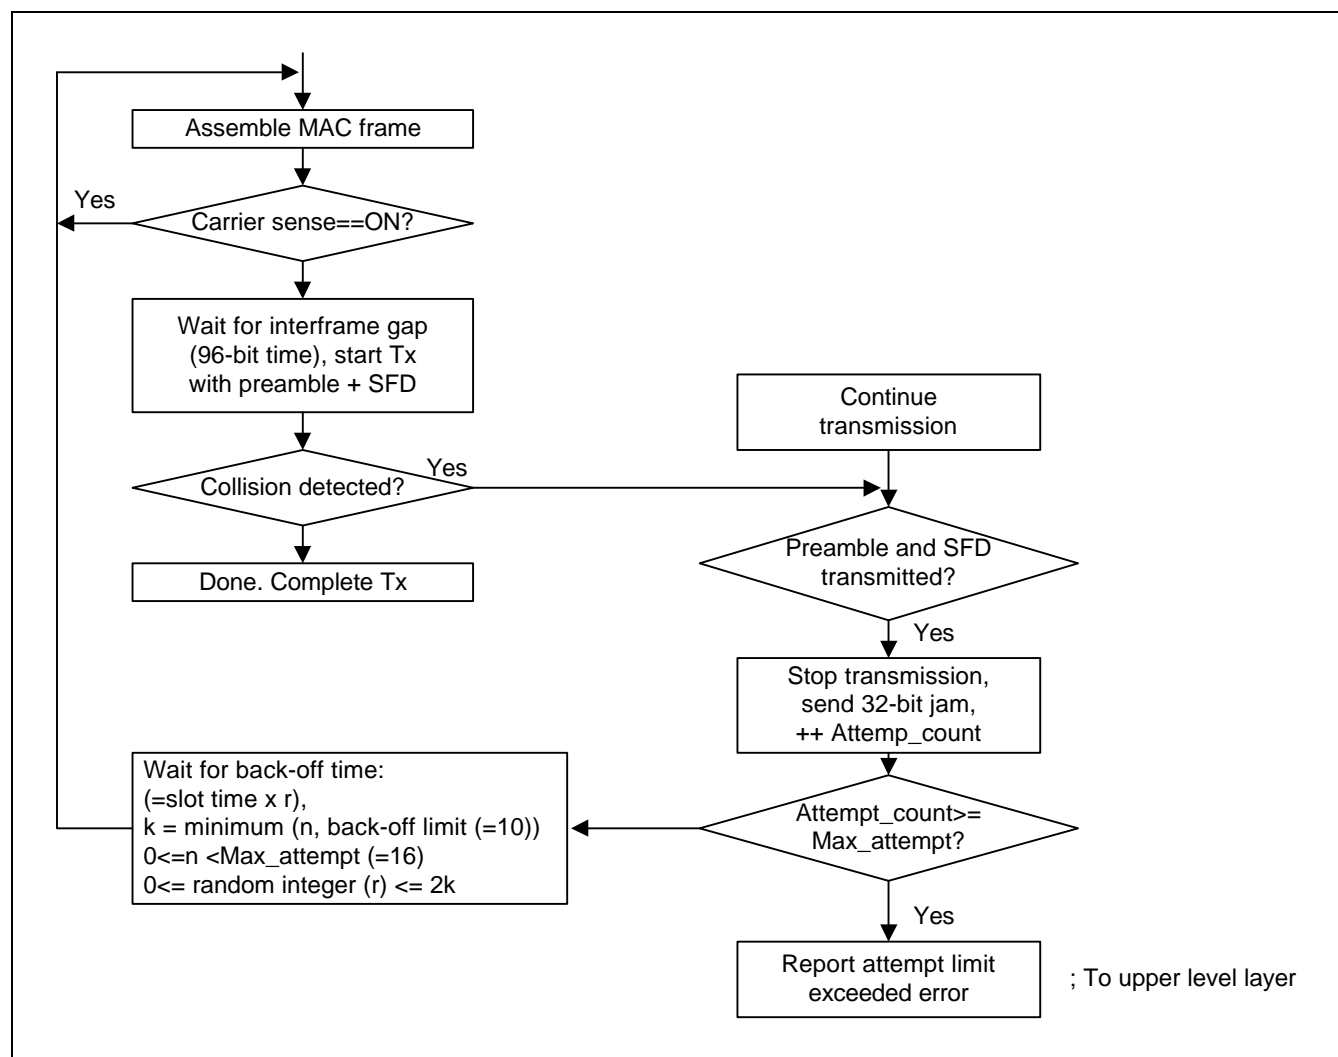 Assemble MAC frame
Yes
Carrier sense==ON?
Wait for interframe gap
(96-bit time), start Tx
with preamble + SFD
Continue
transmission
Yes
Collision detected?
Preamble and SFD
transmitted?
Done. Complete Tx
Yes
Stop transmission,
send 32-bit jam,
++ Attemp_count
Wait for back-off time:
(=slot time x r),
k = minimum (n, back-off limit (=10))
0<=n <Max_attempt (=16)
0<= random integer (r) <= 2k
Attempt_count>=
Max_attempt?
Yes
Report attempt limit
exceeded error
; To upper level layer